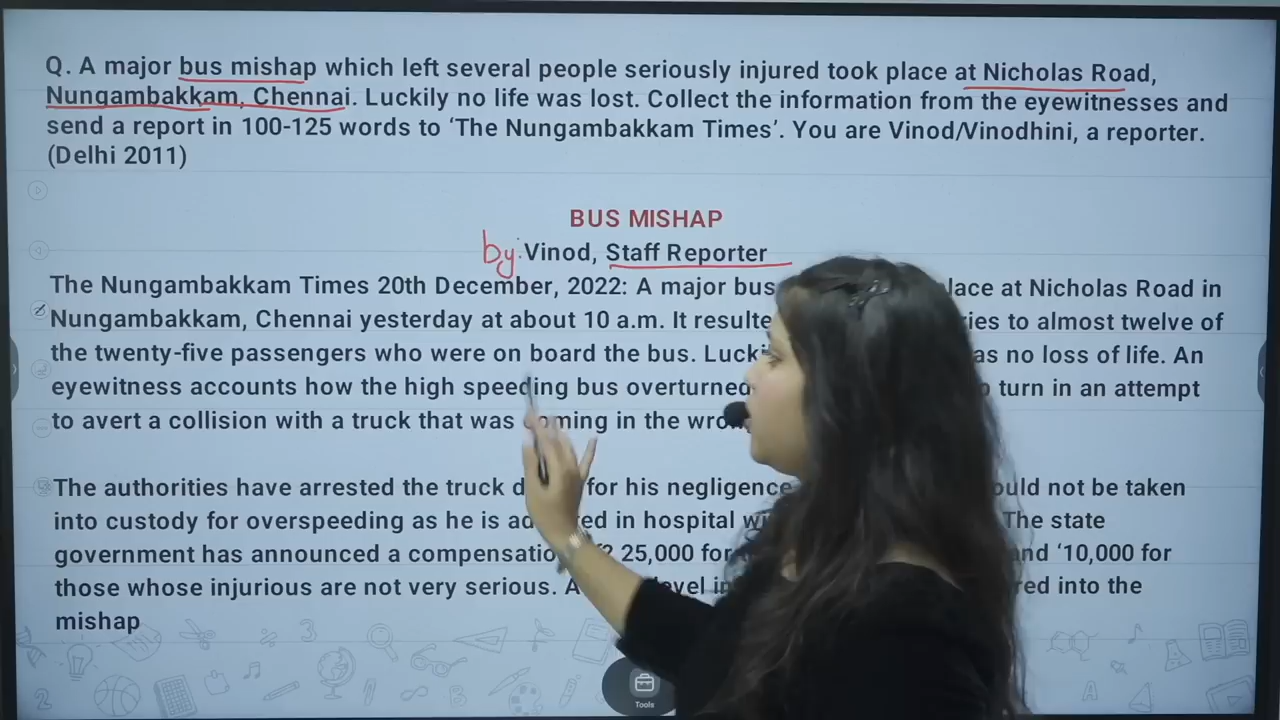 Q. A major bus mishap which left several people seriously injured took place at Nicholas Road,
Nungambakkam, Chennai. Luckily no life was lost. Collect the information from the eyewitnesses and
send a report in 100-125 words to ‘The Nungambakkam Times’. You are Vinod/Vinodhini, a reporter.
(Delhi 2011)
BUS MISHAP
by: Vinod, Staff Reporter
The Nungambakkam Times 20th December, 2022: A major bus lace at Nicholas Road in
Nungambakkam, Chennai yesterday at about 10 a.m. It resulte ries to almost twelve of
the twenty-five passengers who were on board the bus. Lucki as no loss of life. An
eyewitness accounts how the high speeding bus overturned turn in an attempt
to avert a collision with a truck that was coming in the wro
The authorities have arrested the truck d for his negligence ould not be taken
into custody for overspeeding as he is ad ed in hospital wi The state
government has announced a compensatio 25,000 for and ‘10,000 for
those whose injurious are not very serious. A evel in red into the
mishap
Tools